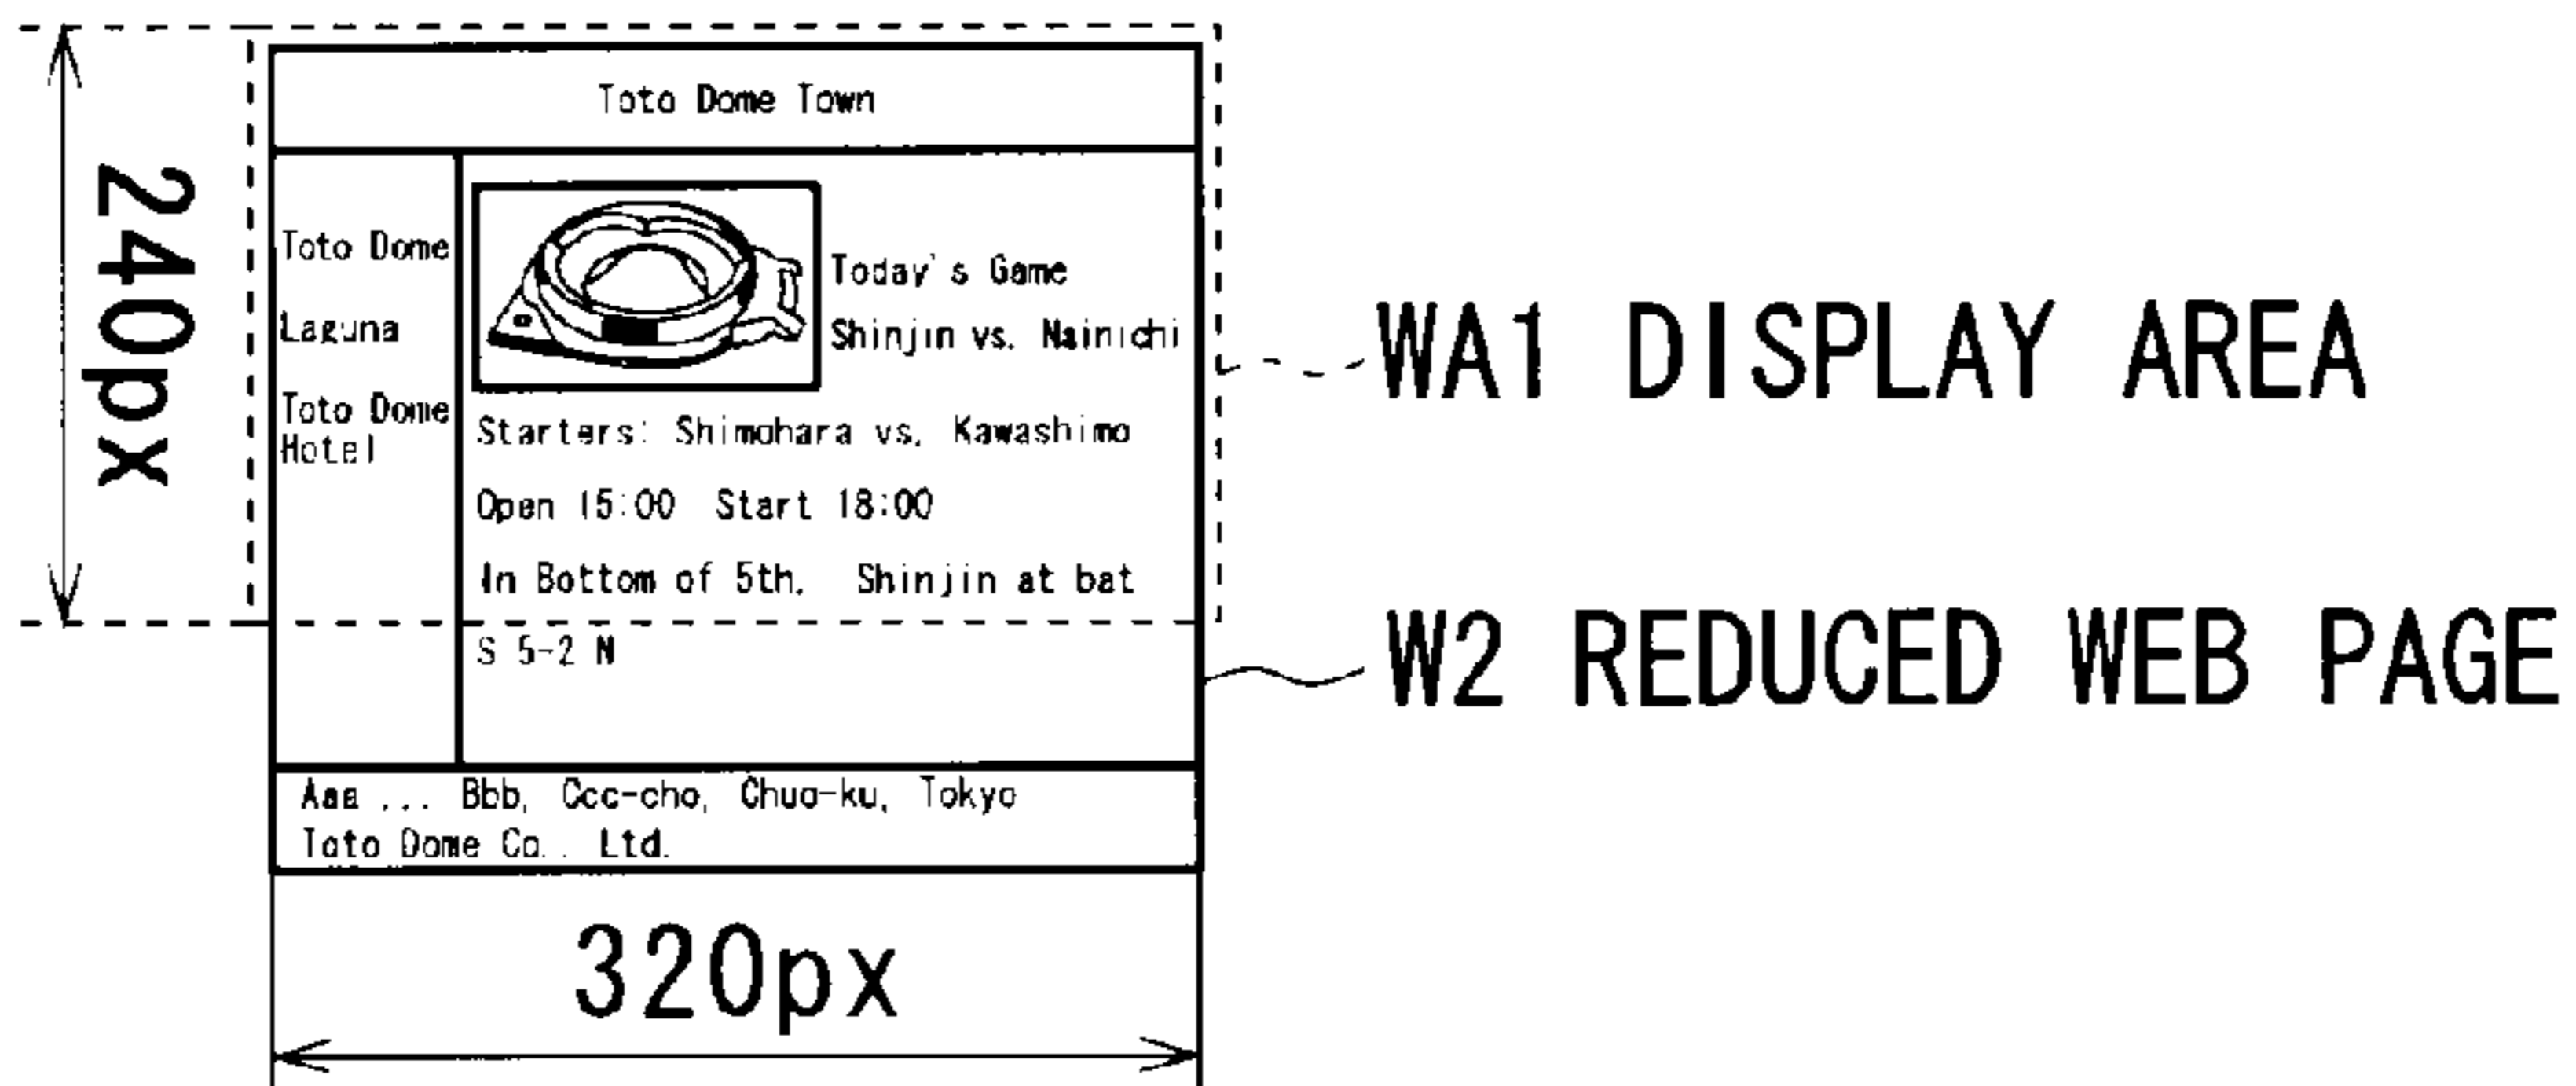 240px
Toto Dome Town
Toto Dome
Laguna
Toto Dome
Hotel
Today's Game
Shinjin vs. Nainichi
Starters: Shimohara vs. Kawashimo
Open 15:00 Start 18:00
In Bottom of 5th, Shinjin at bat
S 5-2 N
Aaa ... Bbb, Ccc-cho, Chuo-ku, Tokyo
Toto Dome Co., Ltd.
320px
WA1 DISPLAY AREA
W2 REDUCED WEB PAGE